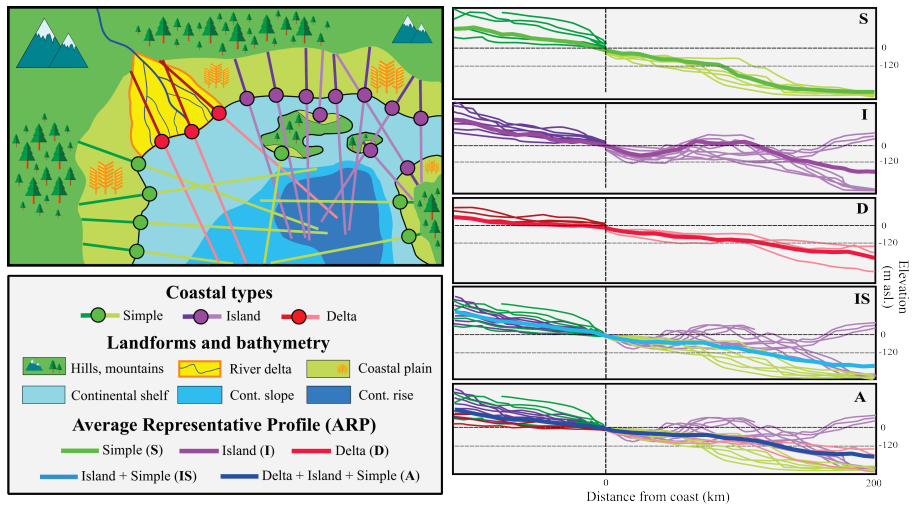 Coastal types
Simple Island Delta
Landforms and bathymetry
Hills, mountains River delta Coastal plain
Continental shelf Cont. slope Cont. rise
Average Representative Profile (ARP)
Simple (S) Island (I) Delta (D)
Island + Simple (IS) Delta + Island + Simple (A)
S
0
-120
I
0
-120
D
0
-120
IS
0
-120
A
0
-120
Elevation
(m asl.)
0 200
Distance from coast (km)